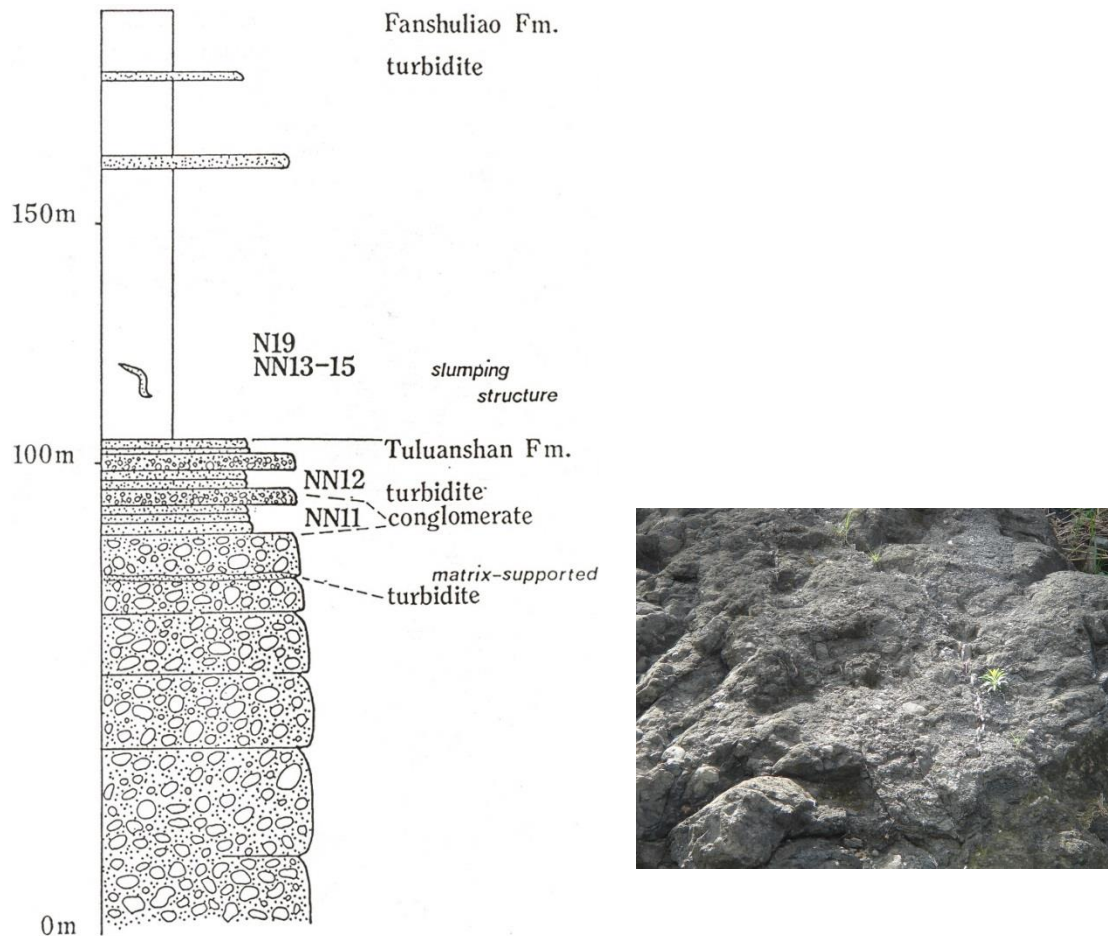 Fanshuliao Fm.
turbidite
150m
N19
NN13-15
slumping
structure
100m
Tuluanshan Fm.
NN12
turbidite
conglomerate
NN11
matrix-supported
turbidite
0m